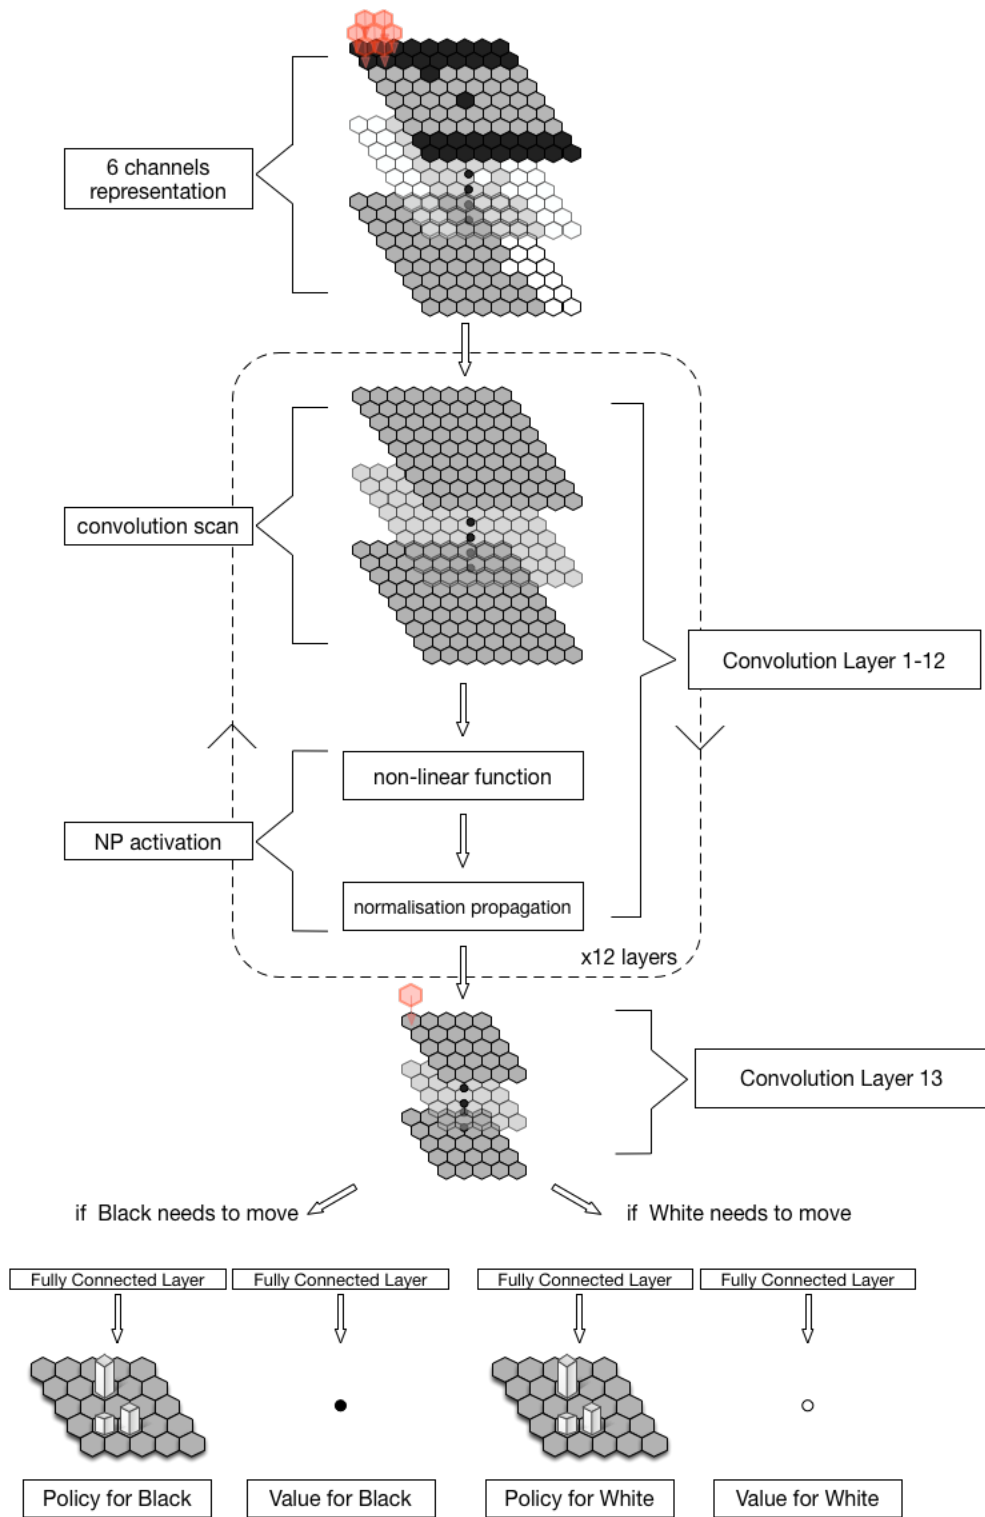 6 channels
representation
convolution scan
Convolution Layer 1-12
non-linear function
NP activation
normalisation propagation
x12 layers
Convolution Layer 13
if Black needs to move
if White needs to move
Fully Connected Layer
Fully Connected Layer
Fully Connected Layer
Fully Connected Layer
Policy for Black
Value for Black
Policy for White
Value for White